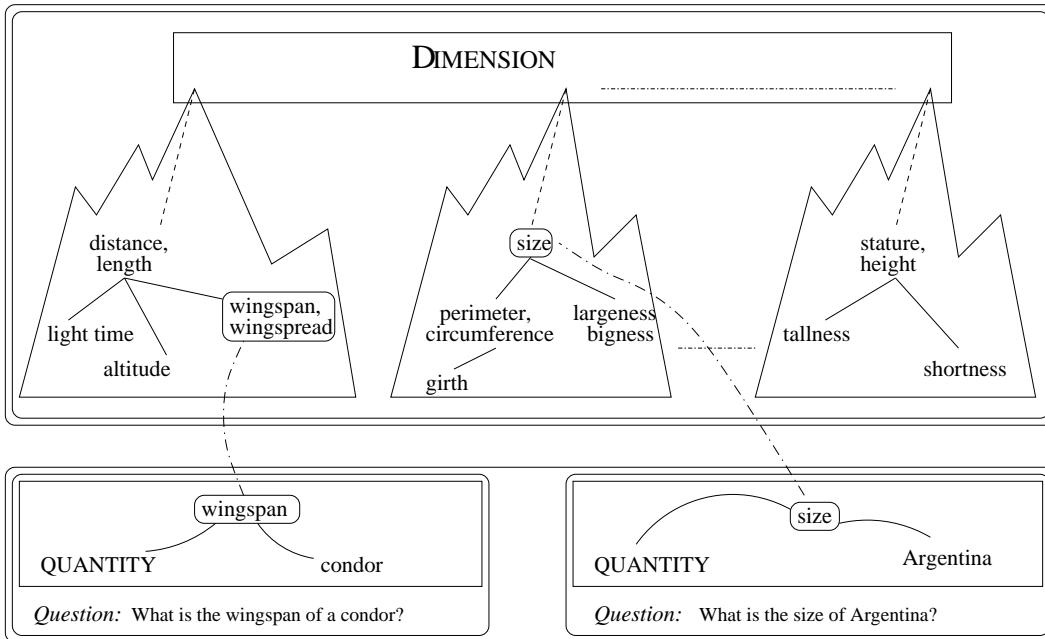 DIMENSION
distance,
length
light time
altitude
wingspan,
wingspread
size
perimeter,
circumference
girth
largeness
bigness
stature,
height
tallness
shortness
wingspan
QUANTITY
condor
Question: What is the wingspan of a condor?
size
QUANTITY
Argentina
Question: What is the size of Argentina?